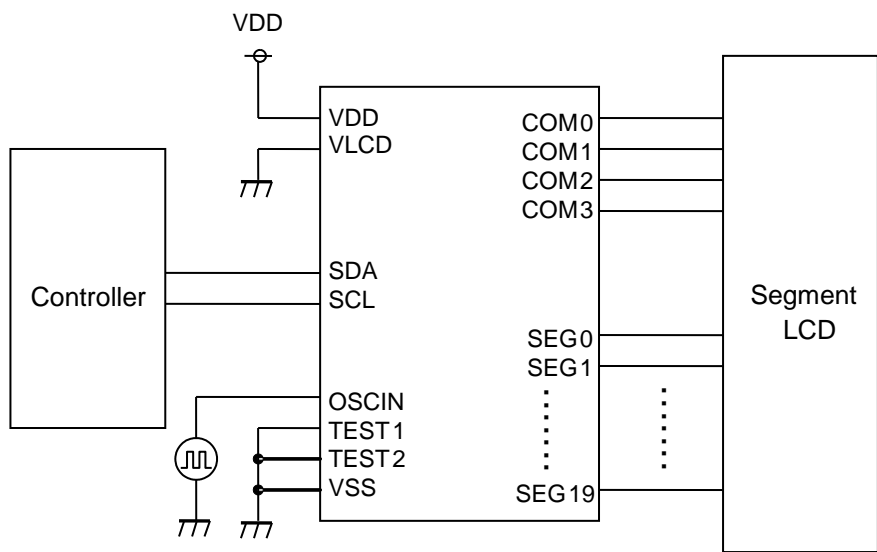 VDD
VDD
VLCD
SDA
SCL
OSCIN
TEST1
TEST2
VSS
COM0
COM1
COM2
COM3
SEG0
SEG1
SEG19
Controller
Segment
LCD